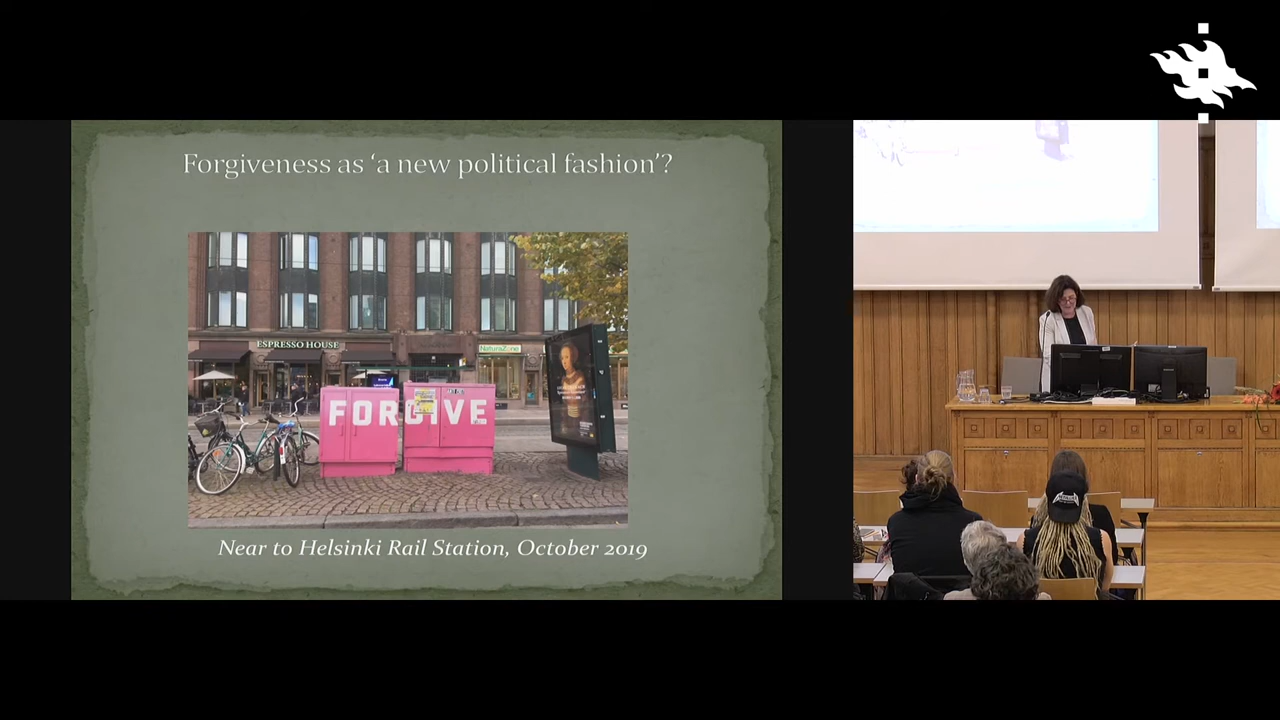 Forgiveness as ‘a new political fashion’?
ESPRESSO HOUSE
NaturaZone
FORGIVE
Near to Helsinki Rail Station, October 2019